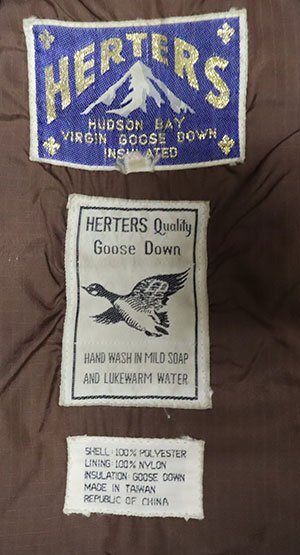 HERTERS
HUDSON BAY
VIRGIN GOOSE DOWN
INSULATED
HERTERS Quality
Goose Down
HAND WASH IN MILD SOAP
AND LUKEWARM WATER
SHELL: 100% POLYESTER
LINING: 100% NYLON
INSULATION: GOOSE DOWN
MADE IN TAIWAN
REPUBLIC OF CHINA